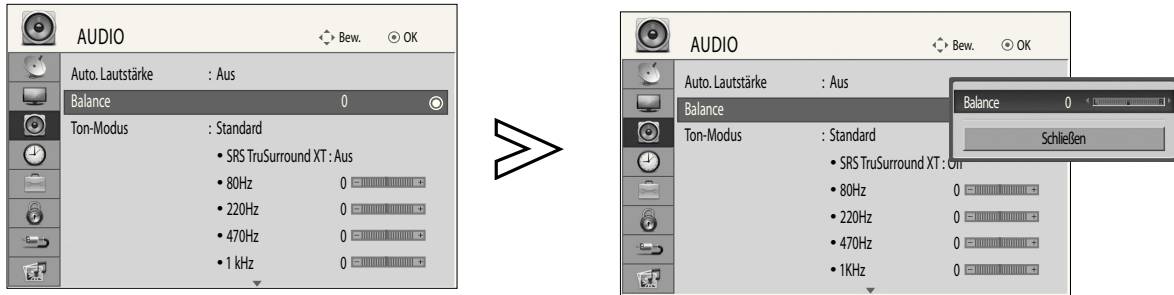 AUDIO
Bew.
OK
Auto. Lautstärke : Aus
Balance 0
Ton-Modus : Standard
• SRS TruSurround XT : Aus
• 80Hz 0 - +
• 220Hz 0 - +
• 470Hz 0 - +
• 1 kHz 0 - +
AUDIO
Bew.
OK
Auto. Lautstärke : Aus
Balance
Balance 0 L R
Schließen
Ton-Modus : Standard
• SRS TruSurround XT : Off
• 80Hz 0 - +
• 220Hz 0 - +
• 470Hz 0 - +
• 1KHz 0 - +